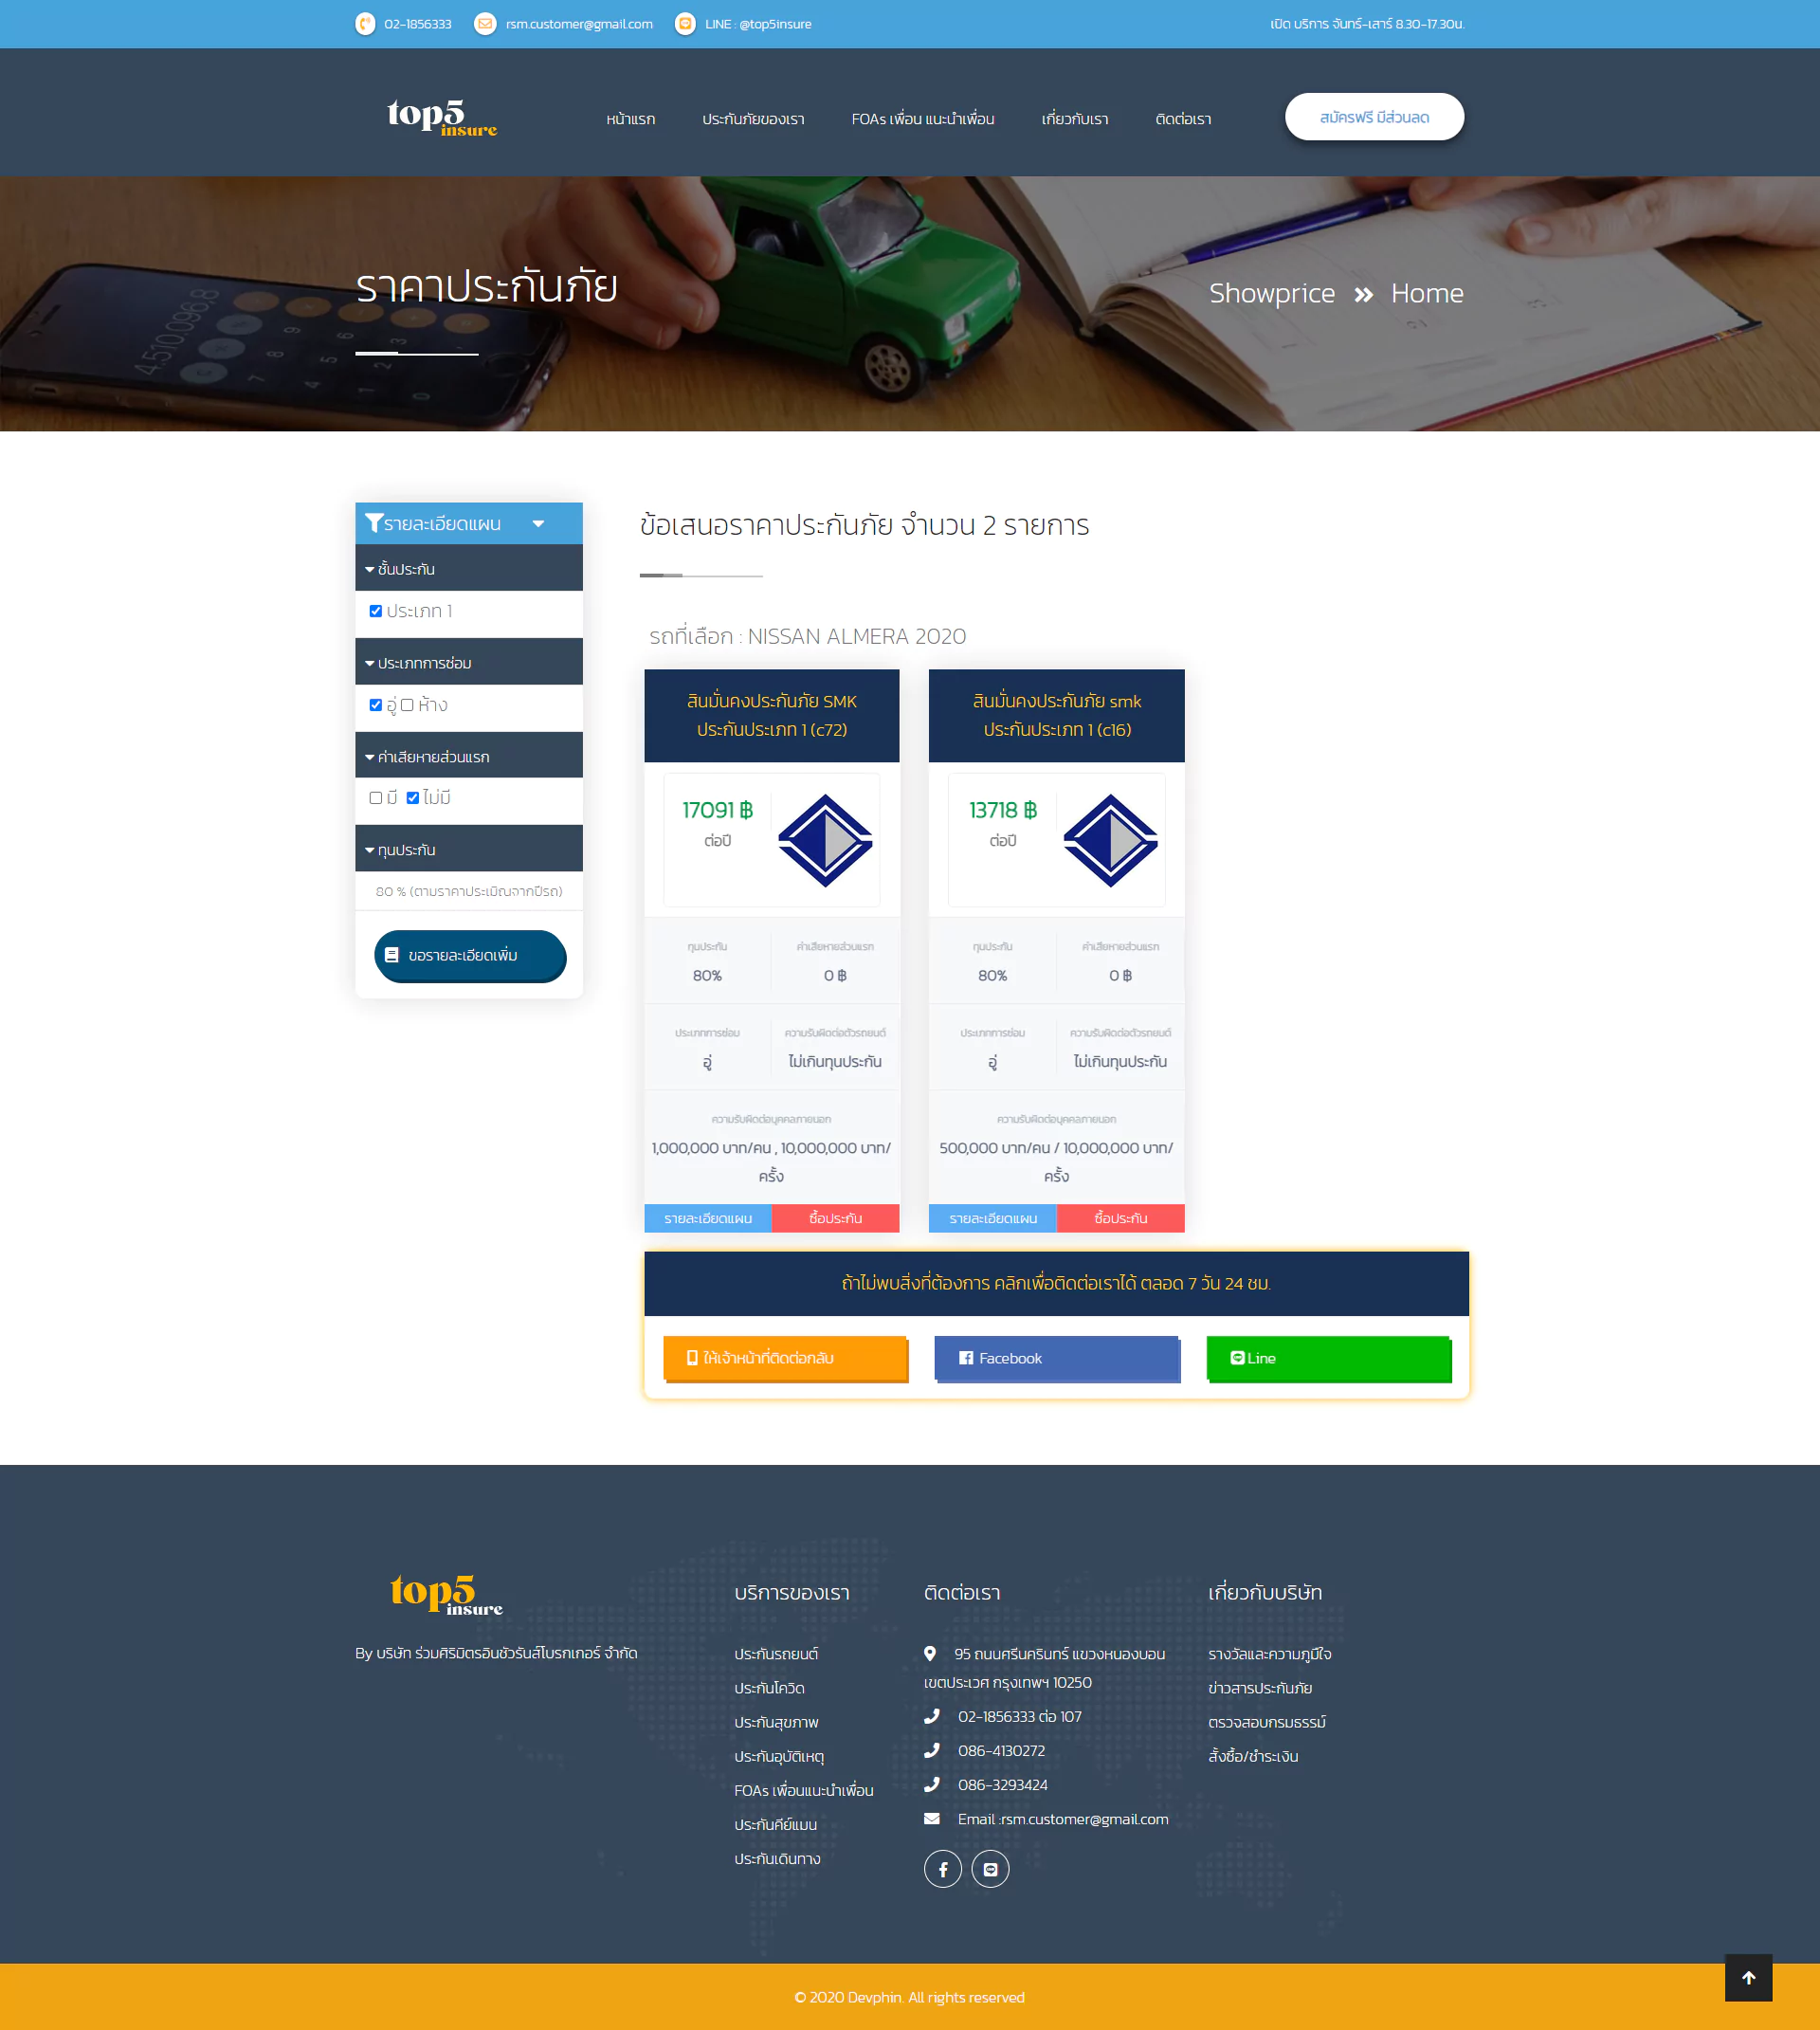 02-1856333 rsm.customer@gmail.com LINE : @top5insure เปิด บริการ จันทร์-เสาร์ 8.30-17.30น.
top5 insure
หน้าแรก ประกันภัยของเรา FOAs เพื่อน แนะนำเพื่อน เกี่ยวกับเรา ติดต่อเรา สมัครฟรี มีส่วนลด
ราคาประกันภัย
Showprice Home
4,510,096.8
รายละเอียดแผน
ชั้นประกัน
ประเภท 1
ประเภทการซ่อม
อู่ ห้าง
ค่าเสียหายส่วนแรก
มี ไม่มี
ทุนประกัน
80 % (ตามราคาประเมิณจากปีรถ)
ขอรายละเอียดเพิ่ม
ข้อเสนอราคาประกันภัย จำนวน 2 รายการ
รถที่เลือก : NISSAN ALMERA 2020
สินมั่นคงประกันภัย SMK
ประกันประเภท 1 (c72)
17091 ฿
ต่อปี
ทุนประกัน ค่าเสียหายส่วนแรก
80% 0 ฿
ประเภทการซ่อม ความรับผิดต่อตัวรถยนต์
อู่ ไม่เกินทุนประกัน
ความรับผิดต่อบุคคลภายนอก
1,000,000 บาท/คน , 10,000,000 บาท/
ครั้ง
รายละเอียดแผน ซื้อประกัน
สินมั่นคงประกันภัย smk
ประกันประเภท 1 (c16)
13718 ฿
ต่อปี
ทุนประกัน ค่าเสียหายส่วนแรก
80% 0 ฿
ประเภทการซ่อม ความรับผิดต่อตัวรถยนต์
อู่ ไม่เกินทุนประกัน
ความรับผิดต่อบุคคลภายนอก
500,000 บาท/คน / 10,000,000 บาท/
ครั้ง
รายละเอียดแผน ซื้อประกัน
ถ้าไม่พบสิ่งที่ต้องการ คลิกเพื่อติดต่อเราได้ ตลอด 7 วัน 24 ชม.
ให้เจ้าหน้าที่ติดต่อกลับ Facebook Line
top5 insure
By บริษัท ร่วมศิริมิตรอินชัวรันส์โบรกเกอร์ จำกัด
บริการของเรา
ประกันรถยนต์
ประกันโควิด
ประกันสุขภาพ
ประกันอุบัติเหตุ
FOAs เพื่อนแนะนำเพื่อน
ประกันคีย์แมน
ประกันเดินทาง
ติดต่อเรา
95 ถนนศรีนครินทร์ แขวงหนองบอน
เขตประเวศ กรุงเทพฯ 10250
02-1856333 ต่อ 107
086-4130272
086-3293424
Email :rsm.customer@gmail.com
เกี่ยวกับบริษัท
รางวัลและความภูมีใจ
ข่าวสารประกันภัย
ตรวจสอบกรมธรรม์
สั่งซื้อ/ชำระเงิน
© 2020 Devphin. All rights reserved